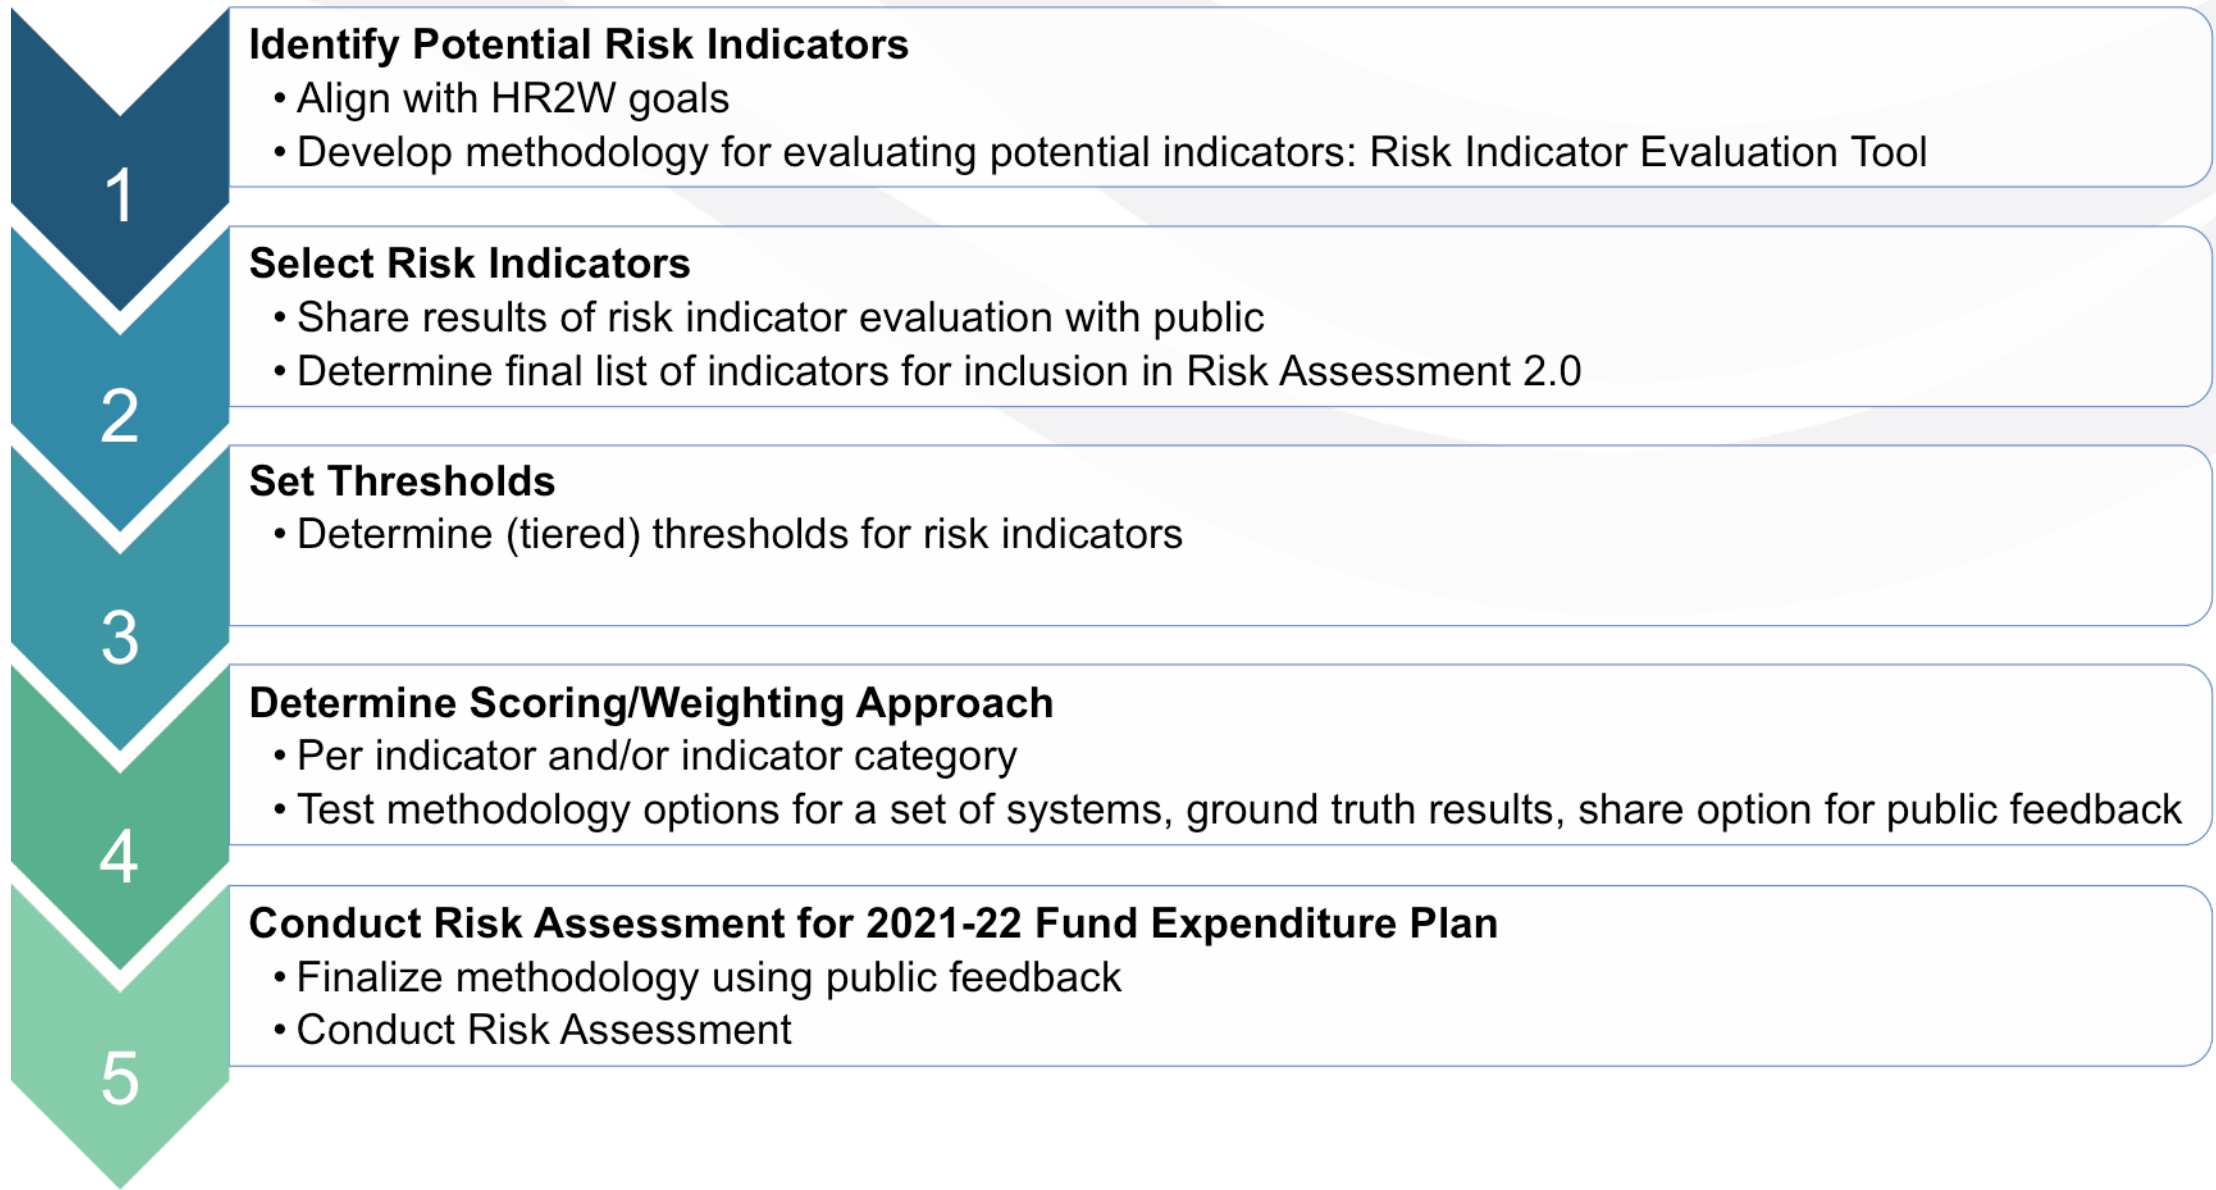 1
Identify Potential Risk Indicators
• Align with HR2W goals
• Develop methodology for evaluating potential indicators: Risk Indicator Evaluation Tool
2
Select Risk Indicators
• Share results of risk indicator evaluation with public
• Determine final list of indicators for inclusion in Risk Assessment 2.0
3
Set Thresholds
• Determine (tiered) thresholds for risk indicators
4
Determine Scoring/Weighting Approach
• Per indicator and/or indicator category
• Test methodology options for a set of systems, ground truth results, share option for public feedback
5
Conduct Risk Assessment for 2021-22 Fund Expenditure Plan
• Finalize methodology using public feedback
• Conduct Risk Assessment